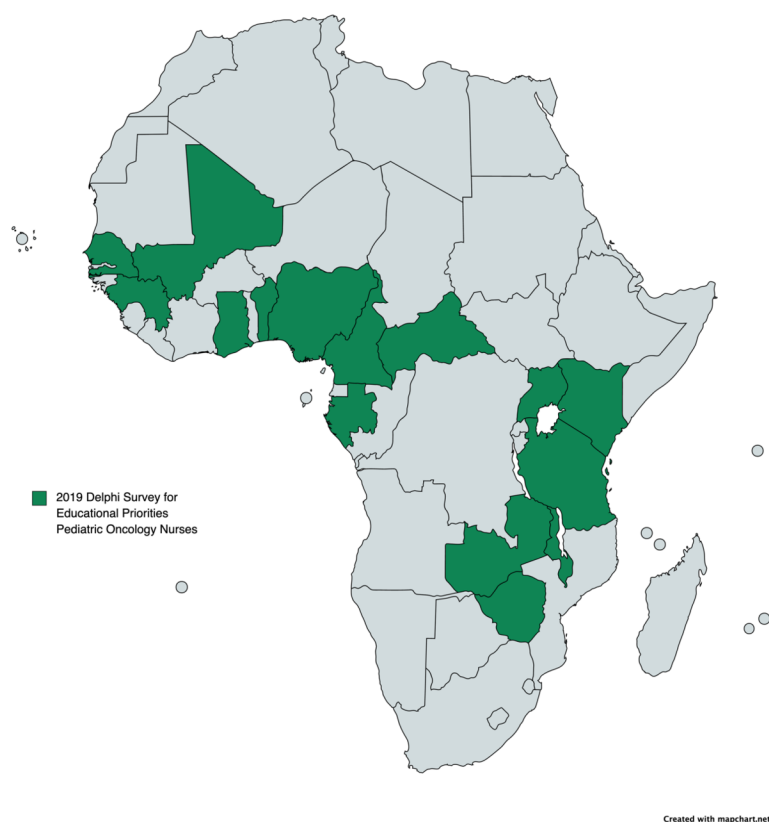 2019 Delphi Survey for
Educational Priorities
Pediatric Oncology Nurses
Created with mapchart.net